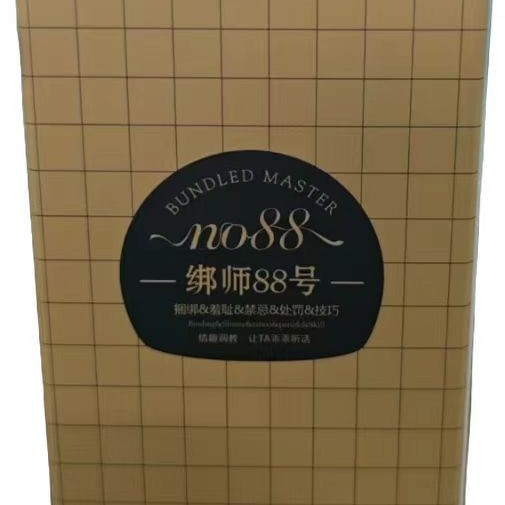 BUNDLED MASTER
no88
绑师88号
捆绑&羞耻&禁忌&处罚&技巧
情趣调教 让TA乖乖听话